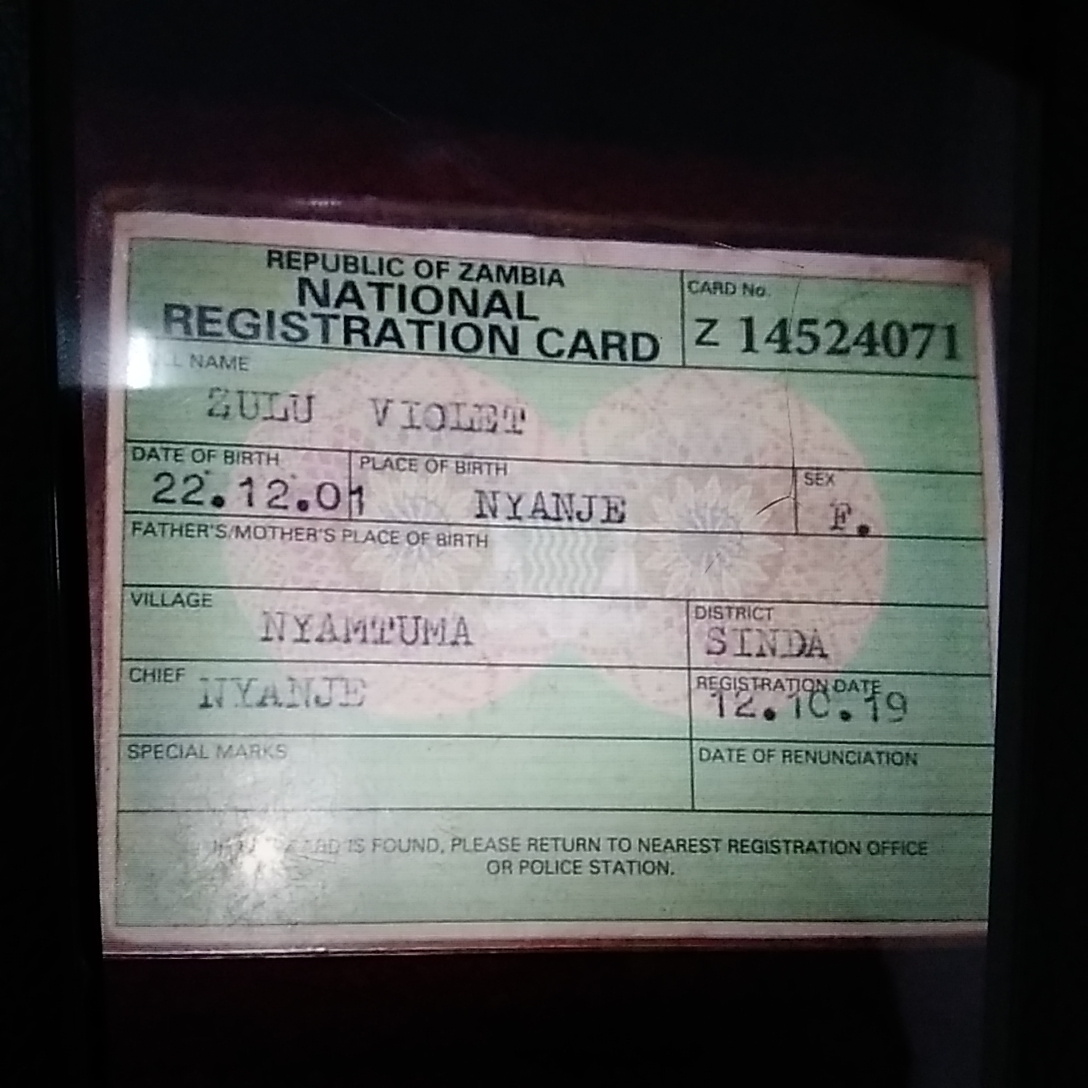 REPUBLIC OF ZAMBIA
NATIONAL
REGISTRATION CARD
CARD No.
Z 14524071
NAME
ZULU VIOLET
DATE OF BIRTH
22.12.01
PLACE OF BIRTH
NYANJE
SEX
F.
FATHER'S/MOTHER'S PLACE OF BIRTH
VILLAGE
NYAMTUMA
DISTRICT
SINDA
CHIEF
NYANJE
REGISTRATION DATE
12.10.19
SPECIAL MARKS
DATE OF RENUNCIATION
IS FOUND, PLEASE RETURN TO NEAREST REGISTRATION OFFICE
OR POLICE STATION.